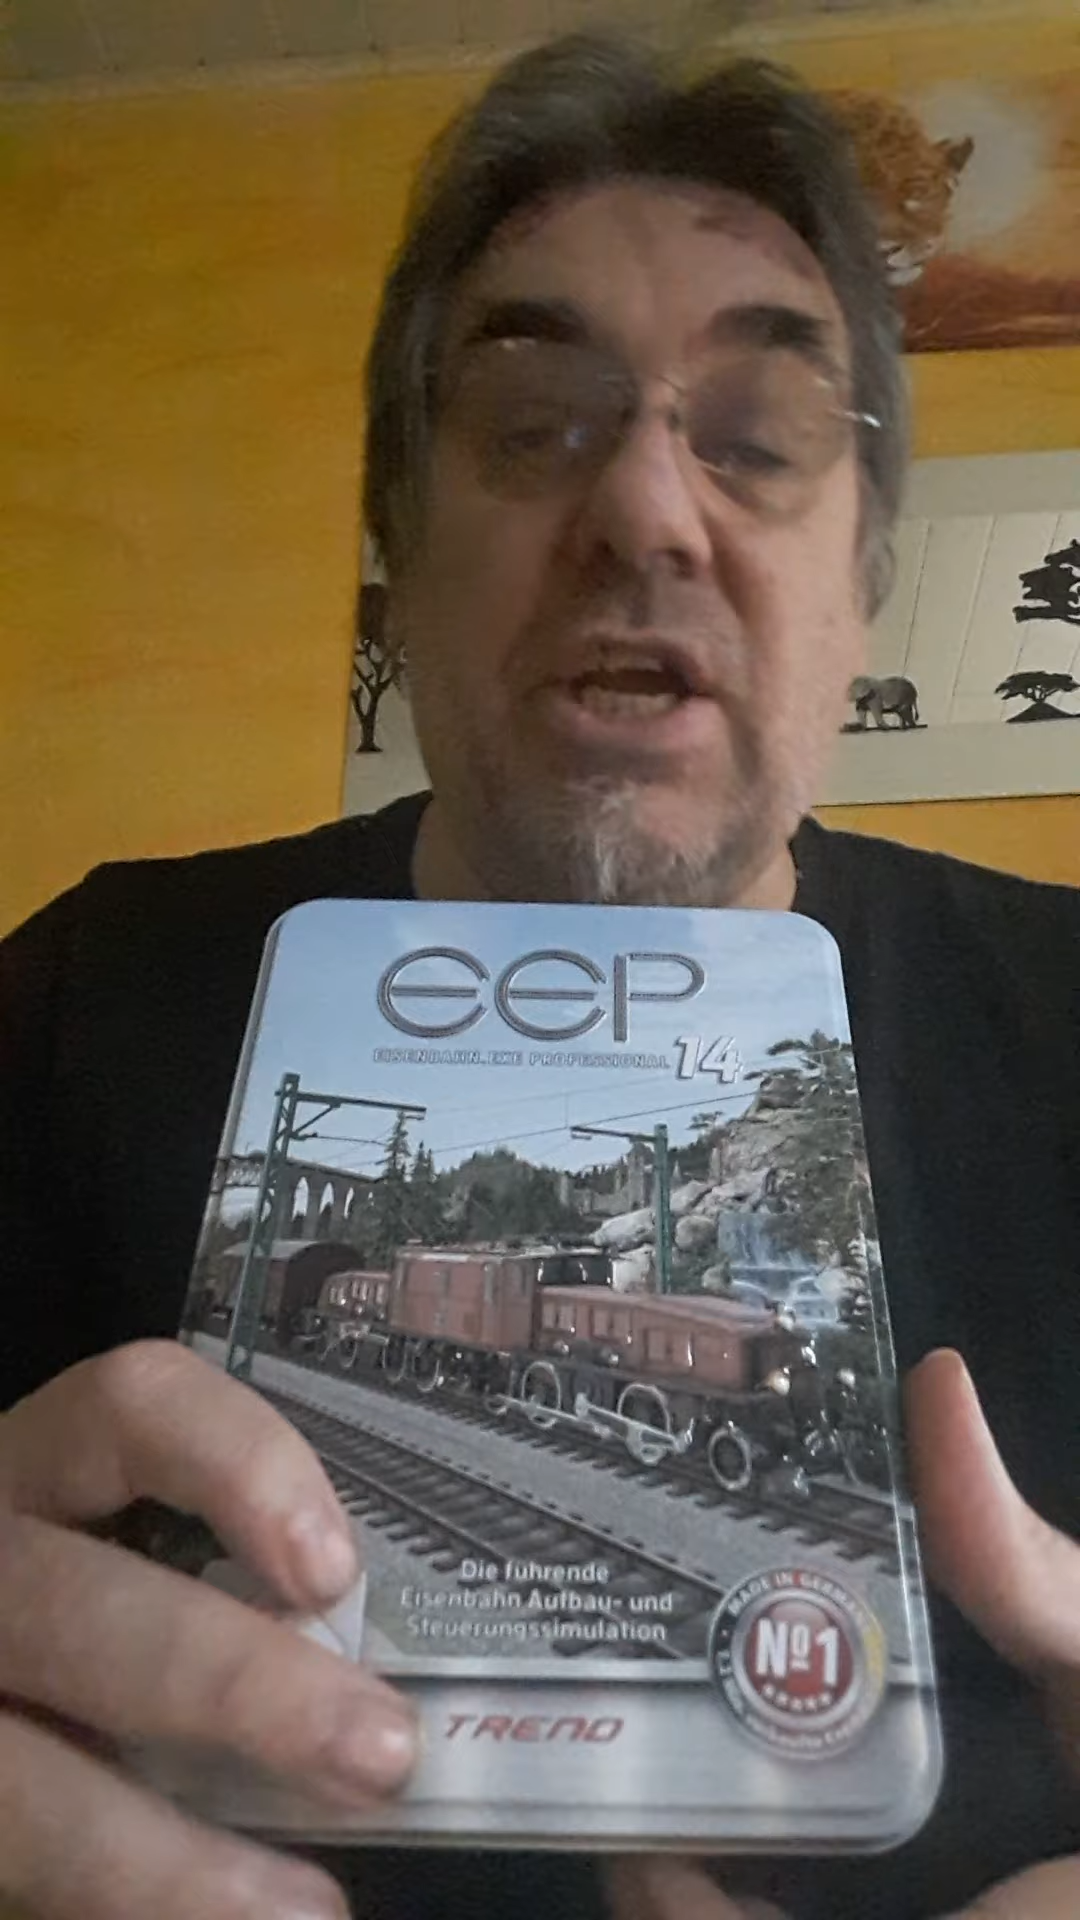 EEP
EISENBAHN.EXE PROFESSIONAL 14
Die führende
Eisenbahn Aufbau- und
Steuerungssimulation
MADE IN GERMANY
Nº1
TREND